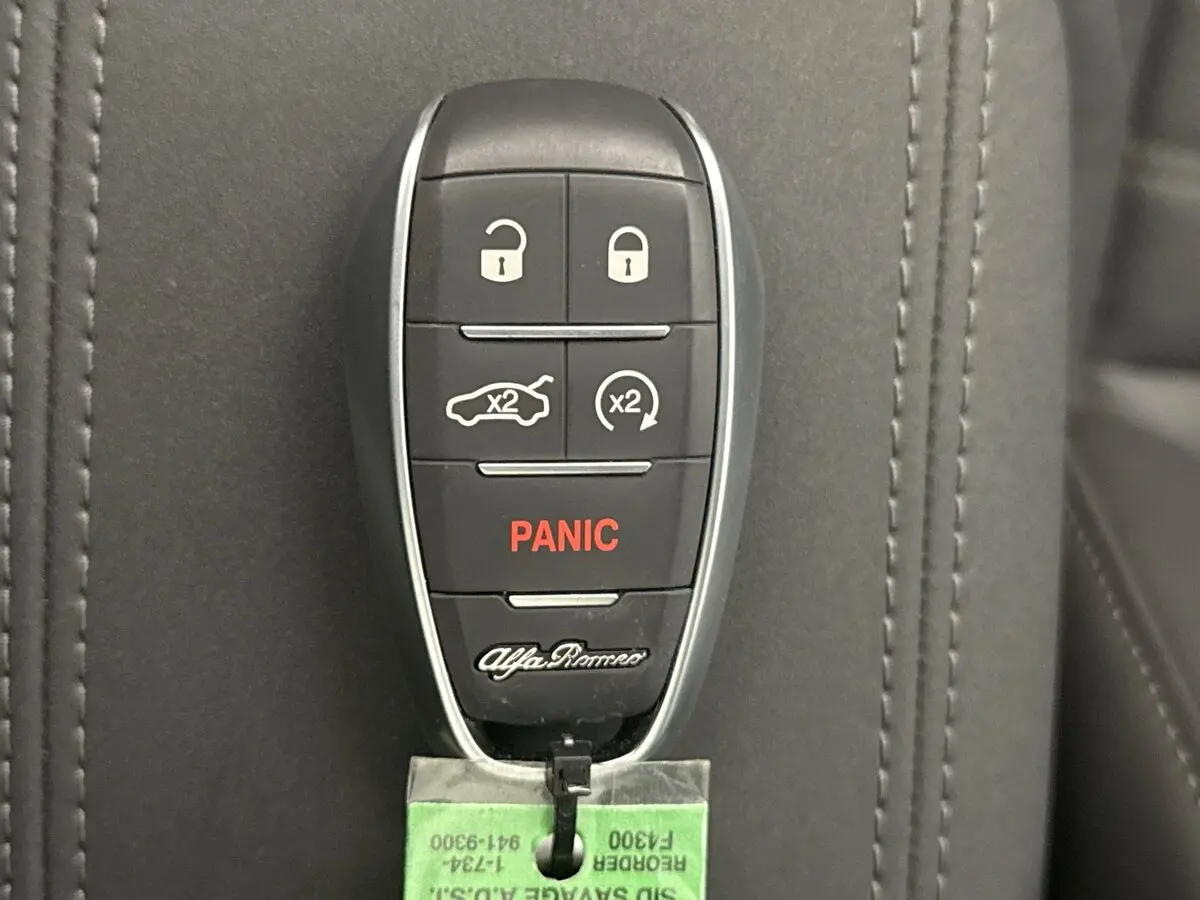 x2 x2
PANIC
Alfa Romeo
SID SAVAGE A.D.S.I.
REORDER 1-734-
F4300 941-9300